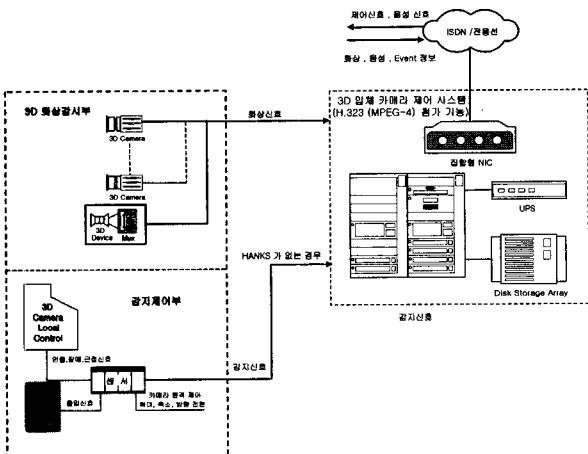 제어신호 , 음성 신호
ISDN /전용선
화상 , 음성 , Event 정보
3D 화상감시부
3D Camera
3D Camera
3D Device
Mux
화상신호
3D 입체 카메라 제어 시스템
(H.323 (MPEG-4) 첨가 기능)
집합형 NIC
UPS
Disk Storage Array
HANKS 가 없는 경우
감지신호
감지제어부
3D
Camera
Local
Control
센 서
출입신호
감지신호
카메라 원격 제어
확대, 축소, 방향 전환